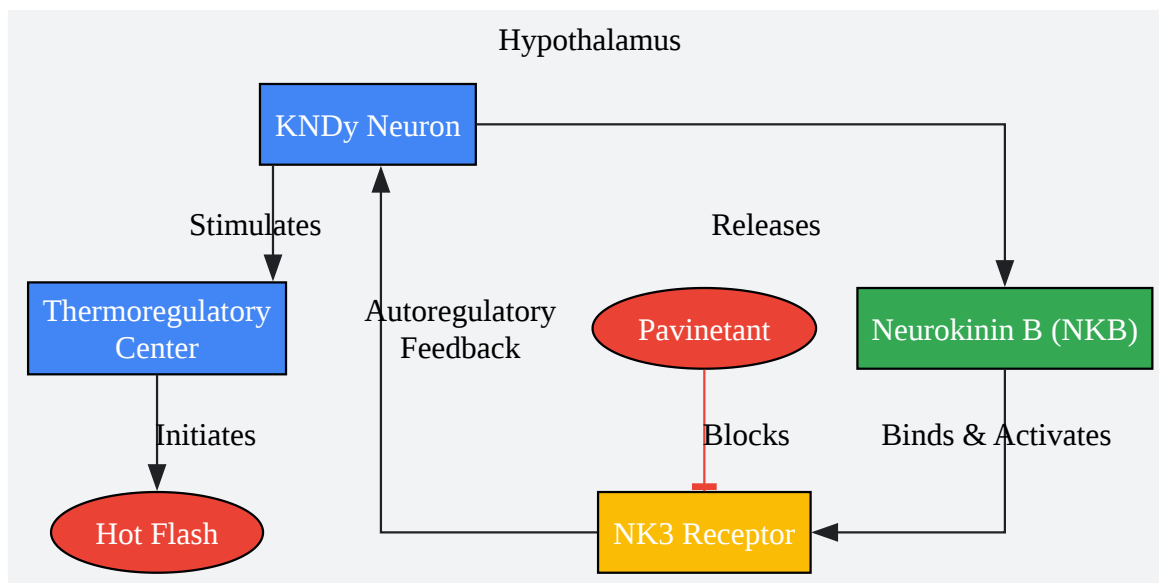 Hypothalamus
KNDy Neuron
Stimulates
Releases
Thermoregulatory
Center
Autoregulatory
Feedback
Pavinetant
Neurokinin B (NKB)
Initiates
Blocks
Binds & Activates
Hot Flash
NK3 Receptor